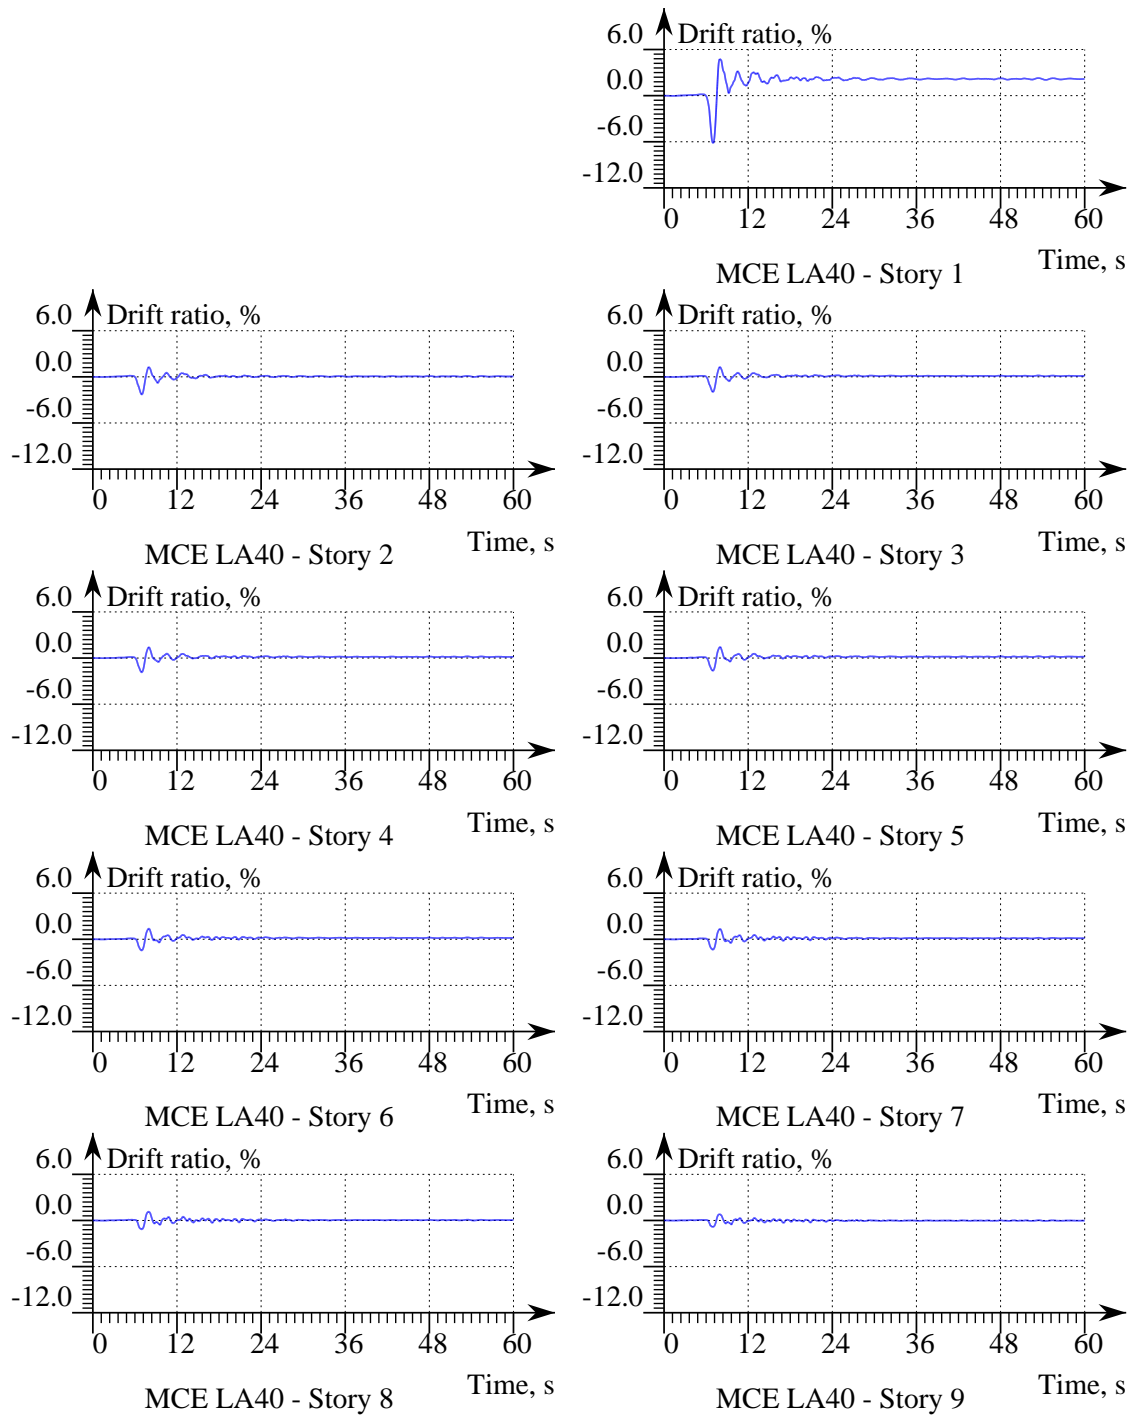 6.0 Drift ratio, %
0.0
-6.0
-12.0
0 12 24 36 48 60
Time, s
MCE LA40 - Story 1
6.0 Drift ratio, %
0.0
-6.0
-12.0
0 12 24 36 48 60
Time, s
MCE LA40 - Story 2
6.0 Drift ratio, %
0.0
-6.0
-12.0
0 12 24 36 48 60
Time, s
MCE LA40 - Story 3
6.0 Drift ratio, %
0.0
-6.0
-12.0
0 12 24 36 48 60
Time, s
MCE LA40 - Story 4
6.0 Drift ratio, %
0.0
-6.0
-12.0
0 12 24 36 48 60
Time, s
MCE LA40 - Story 5
6.0 Drift ratio, %
0.0
-6.0
-12.0
0 12 24 36 48 60
Time, s
MCE LA40 - Story 6
6.0 Drift ratio, %
0.0
-6.0
-12.0
0 12 24 36 48 60
Time, s
MCE LA40 - Story 7
6.0 Drift ratio, %
0.0
-6.0
-12.0
0 12 24 36 48 60
Time, s
MCE LA40 - Story 8
6.0 Drift ratio, %
0.0
-6.0
-12.0
0 12 24 36 48 60
Time, s
MCE LA40 - Story 9